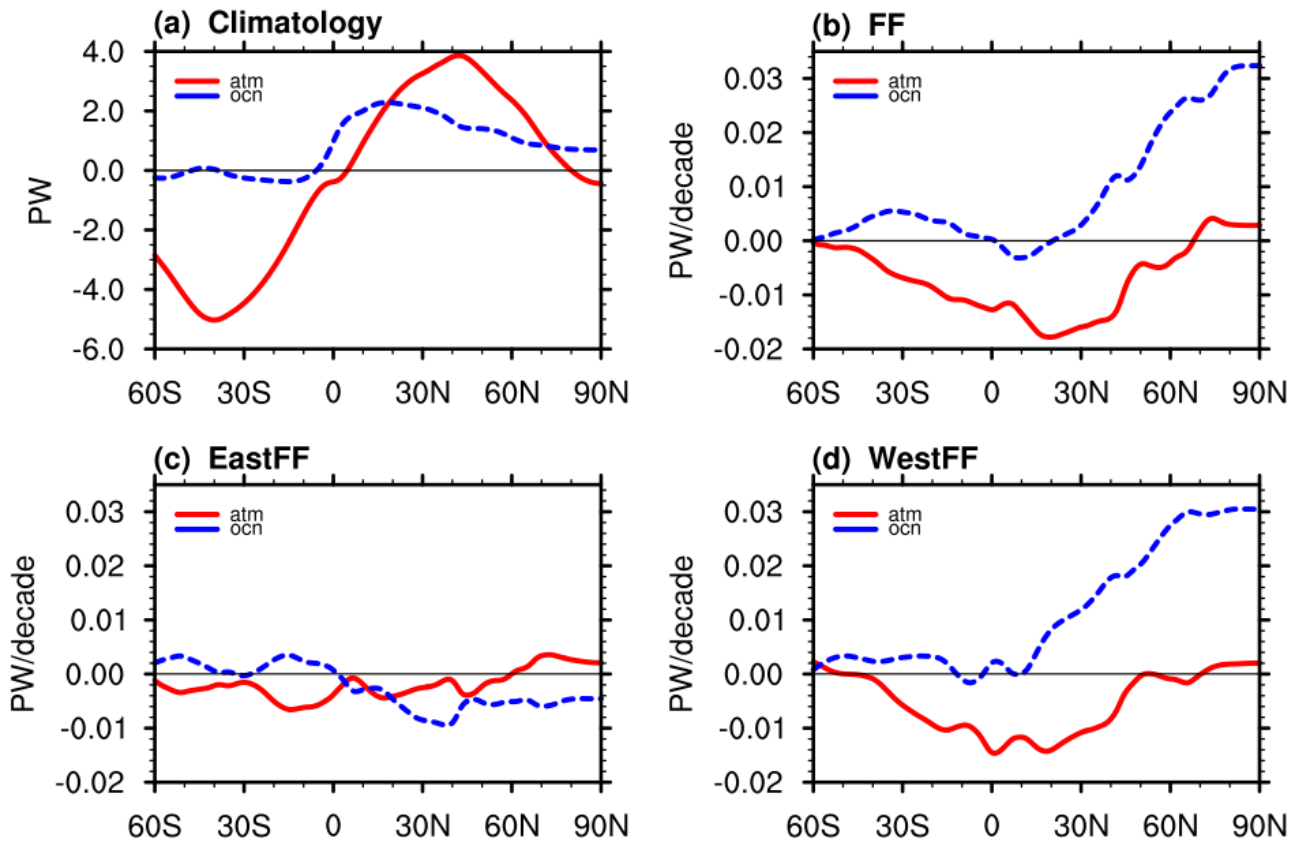 (a) Climatology
4.0
2.0
0.0
-2.0
-4.0
-6.0
PW
atm
ocn
60S 30S 0 30N 60N 90N
(b) FF
0.03
0.02
0.01
0.00
-0.01
-0.02
PW/decade
atm
ocn
60S 30S 0 30N 60N 90N
(c) EastFF
0.03
0.02
0.01
0.00
-0.01
-0.02
PW/decade
atm
ocn
60S 30S 0 30N 60N 90N
(d) WestFF
0.03
0.02
0.01
0.00
-0.01
-0.02
PW/decade
atm
ocn
60S 30S 0 30N 60N 90N